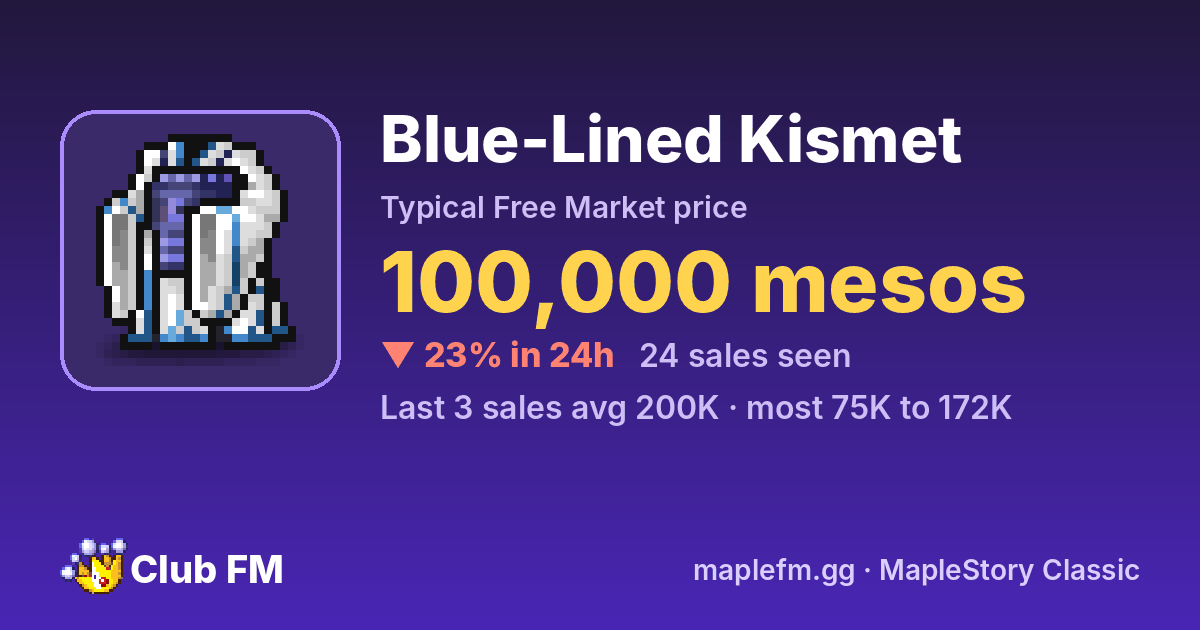 Blue-Lined Kismet
Typical Free Market price
100,000 mesos
▼ 23% in 24h 24 sales seen
Last 3 sales avg 200K · most 75K to 172K
Club FM
maplefm.gg · MapleStory Classic